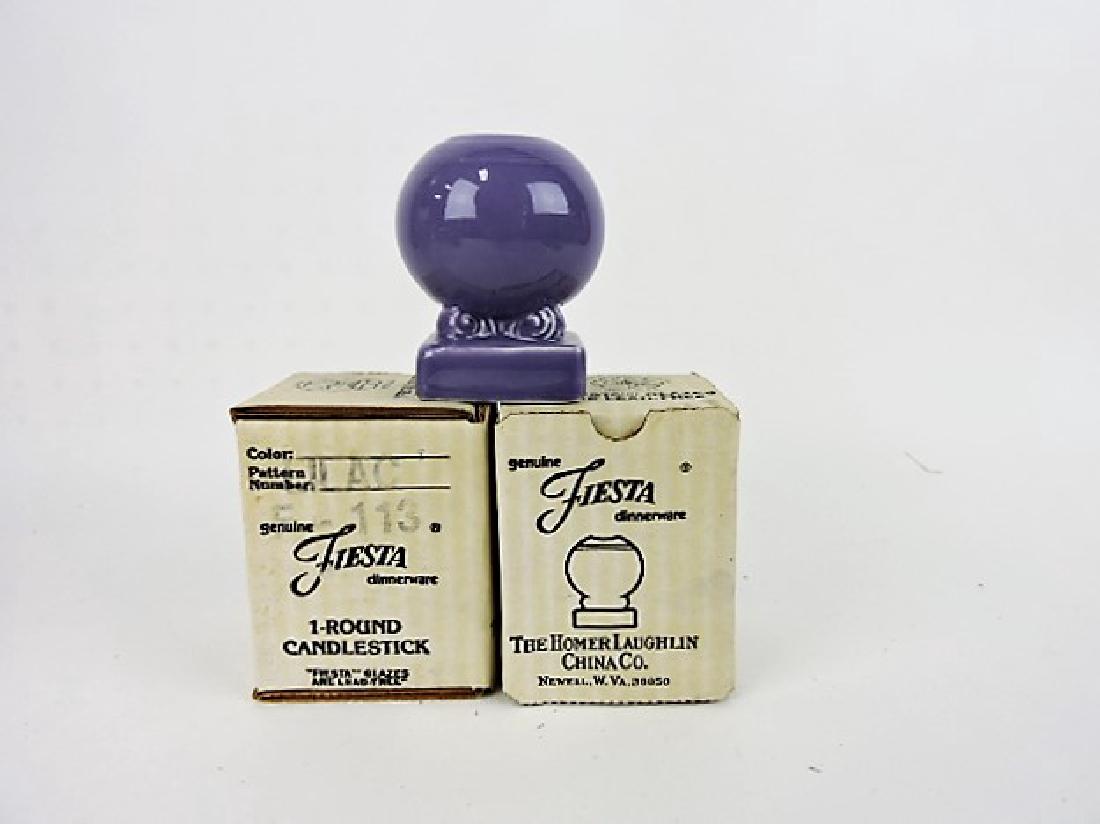 Color:
LILAC
Pattern
Number:
F-113
genuine
FIESTA ®
dinnerware
1-ROUND
CANDLESTICK
"FIESTA" GLAZES
ARE LEAD-FREE"
genuine
FIESTA ®
dinnerware
THE HOMER LAUGHLIN
CHINA CO.
NEWELL, W. VA. 26050